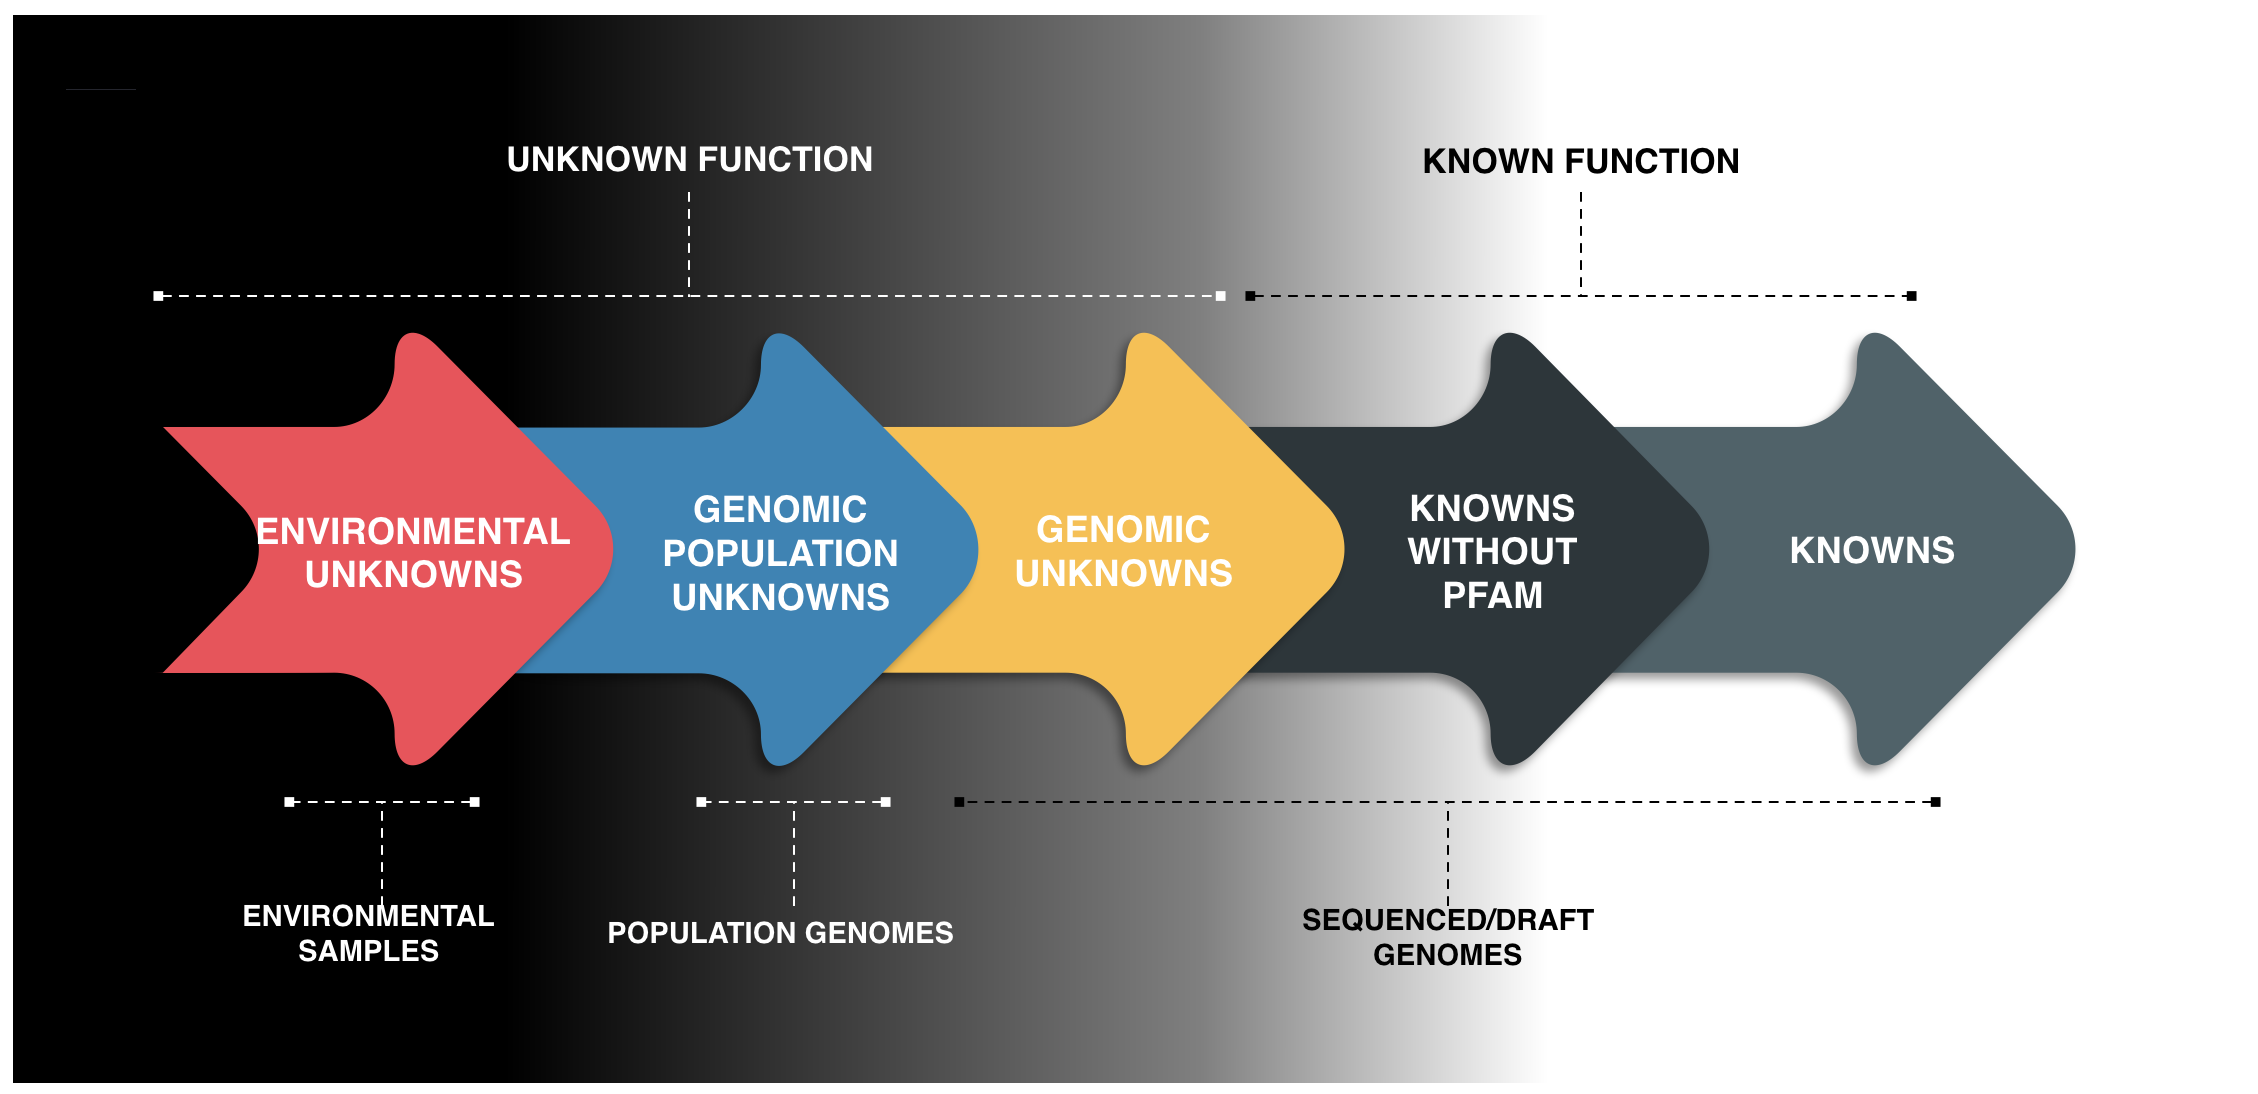 UNKNOWN FUNCTION
KNOWN FUNCTION
ENVIRONMENTAL
UNKNOWNS
GENOMIC
POPULATION
UNKNOWNS
GENOMIC
UNKNOWNS
KNOWNS
WITHOUT
PFAM
KNOWNS
ENVIRONMENTAL
SAMPLES
POPULATION GENOMES
SEQUENCED/DRAFT
GENOMES